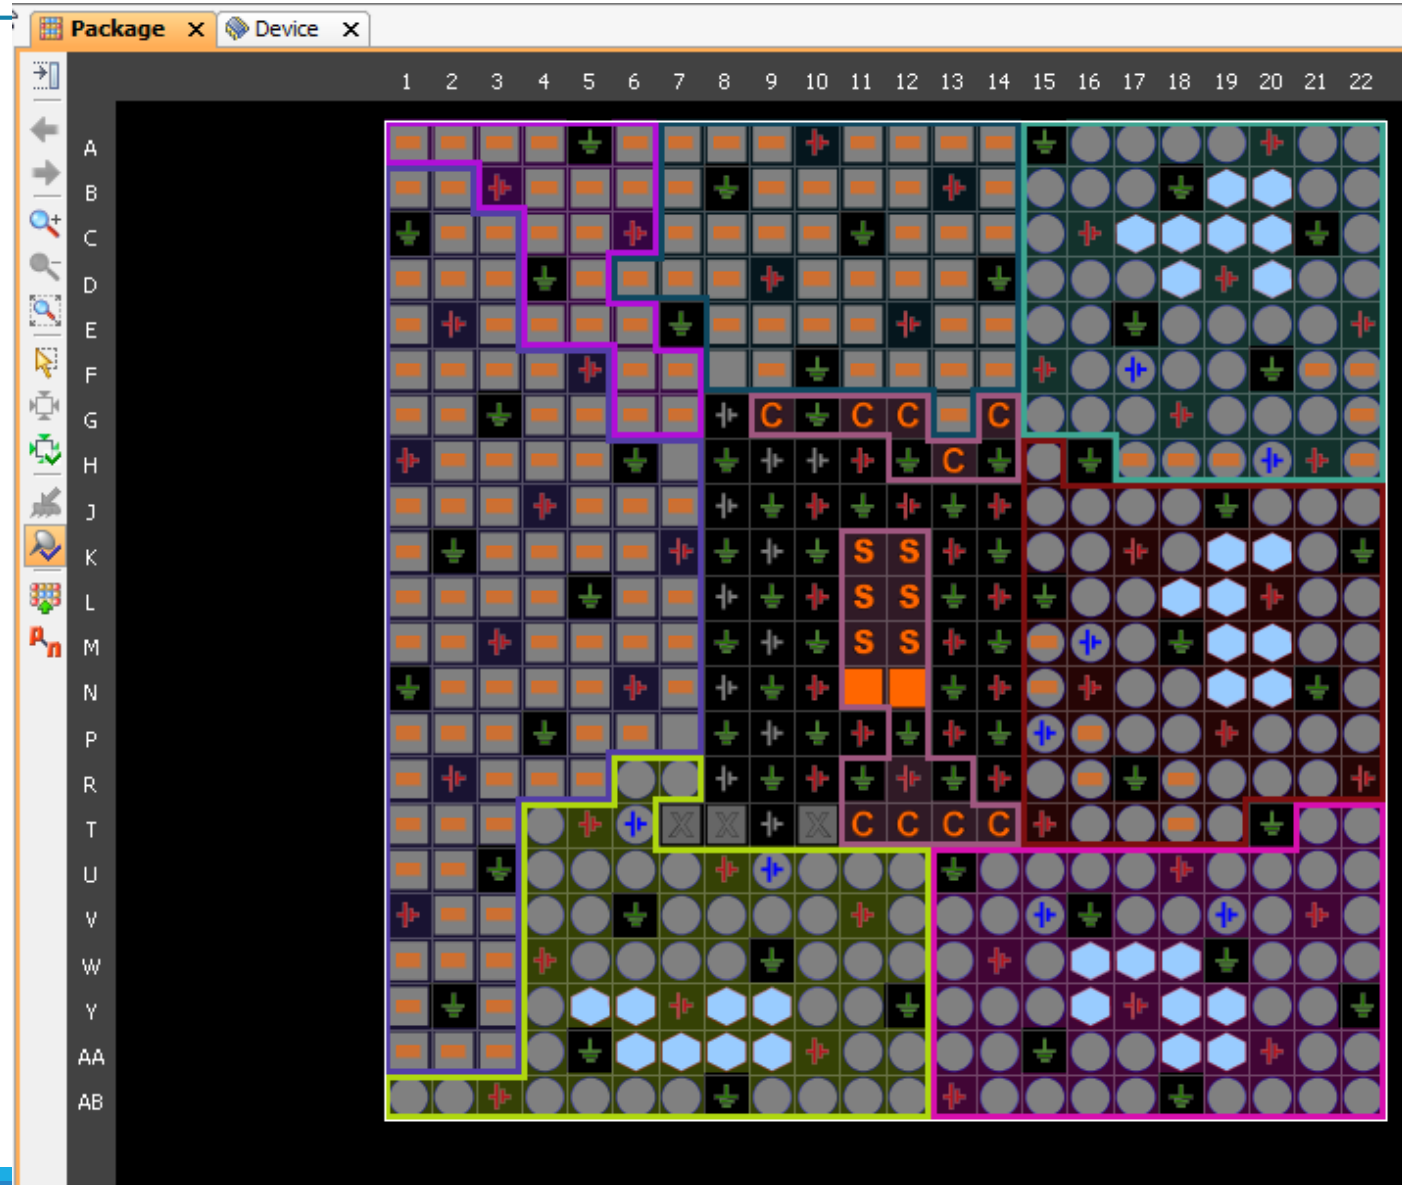 Package X Device X
1 2 3 4 5 6 7 8 9 10 11 12 13 14 15 16 17 18 19 20 21 22
A
B
C
D
E
F
G C C C C
H C
J
K S S
L S S
M S S
N
P
R
T X X X C C C C
U
V
W
Y
AA
AB